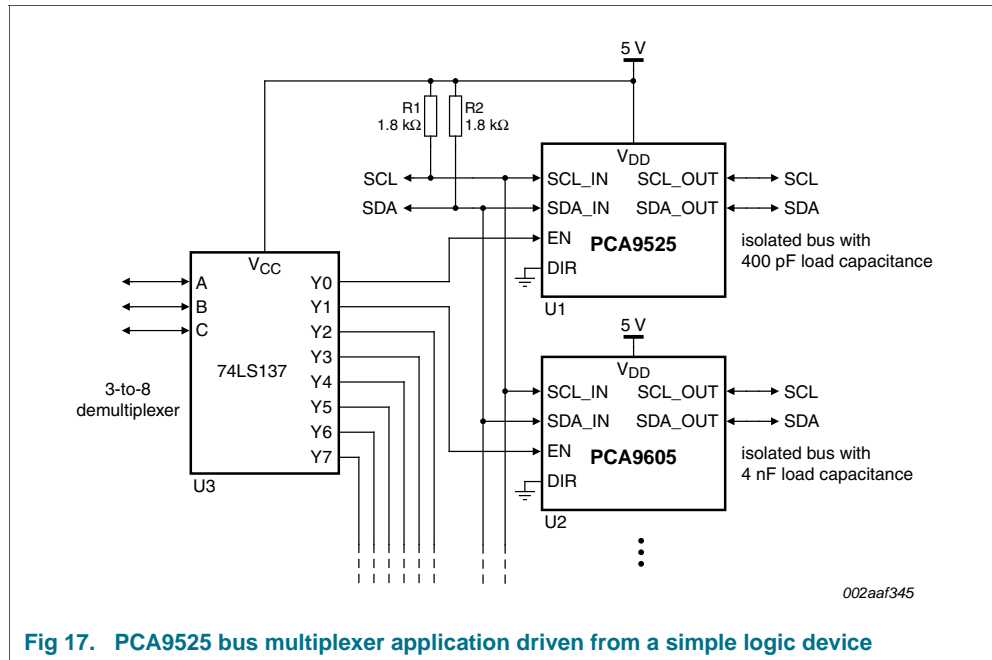 5 V
R1
1.8 kΩ
R2
1.8 kΩ
VDD
SCL
SCL_IN
SCL_OUT
SCL
SDA
SDA_IN
SDA_OUT
SDA
EN
PCA9525
DIR
isolated bus with
400 pF load capacitance
U1
VCC
A
B
C
Y0
Y1
Y2
Y3
Y4
Y5
Y6
Y7
74LS137
3-to-8
demultiplexer
U3
5 V
VDD
SCL_IN
SCL_OUT
SCL
SDA_IN
SDA_OUT
SDA
EN
PCA9605
DIR
isolated bus with
4 nF load capacitance
U2
002aaf345
Fig 17. PCA9525 bus multiplexer application driven from a simple logic device